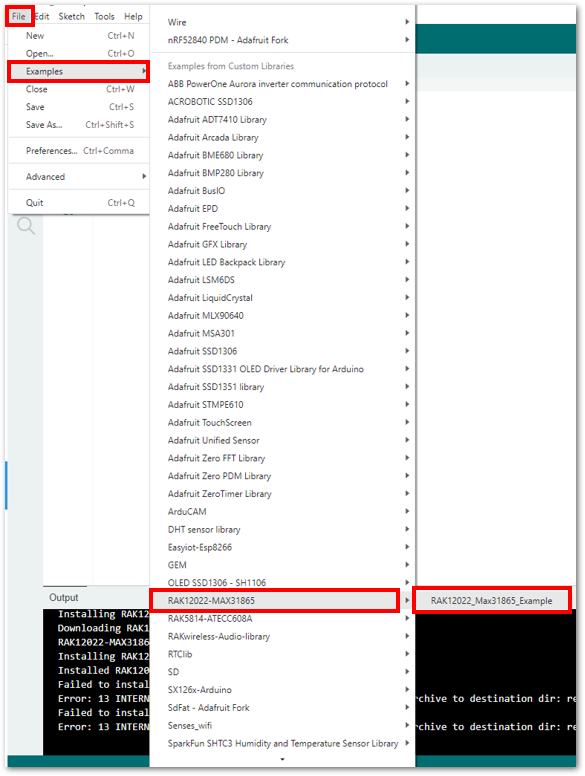 File Edit Sketch Tools Help
New Ctrl+N
Open... Ctrl+O
Examples
Close Ctrl+W
Save Ctrl+S
Save As... Ctrl+Shift+S
Preferences... Ctrl+Comma
Advanced
Quit Ctrl+Q
Wire
nRF52840 PDM - Adafruit Fork
Examples from Custom Libraries
ABB PowerOne Aurora inverter communication protocol
ACROBOTIC SSD1306
Adafruit ADT7410 Library
Adafruit Arcada Library
Adafruit BME680 Library
Adafruit BMP280 Library
Adafruit BusIO
Adafruit EPD
Adafruit FreeTouch Library
Adafruit GFX Library
Adafruit LED Backpack Library
Adafruit LSM6DS
Adafruit LiquidCrystal
Adafruit MLX90640
Adafruit MSA301
Adafruit SSD1306
Adafruit SSD1331 OLED Driver Library for Arduino
Adafruit SSD1351 library
Adafruit STMPE610
Adafruit TouchScreen
Adafruit Unified Sensor
Adafruit Zero FFT Library
Adafruit Zero PDM Library
Adafruit ZeroTimer Library
ArduCAM
DHT sensor library
Easyiot-Esp8266
GEM
OLED SSD1306 - SH1106
RAK12022-MAX31865
RAK5814-ATECC608A
RAKwireless-Audio-library
RTClib
SD
SX126x-Arduino
SdFat - Adafruit Fork
Senses_wifi
SparkFun SHTC3 Humidity and Temperature Sensor Library
RAK12022_Max31865_Example
Output
Installing RAK12
Downloading RAK1
RAK12022-MAX3186
Installing RAK12
Installed RAK120
Failed to instal
Error: 13 INTERN rchive to destination dir: re
Failed to instal
Error: 13 INTERN rchive to destination dir: re